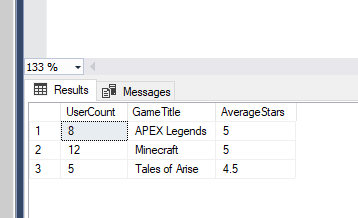 133 %
Results Messages
UserCount GameTitle AverageStars
1 8 APEX Legends 5
2 12 Minecraft 5
3 5 Tales of Arise 4.5